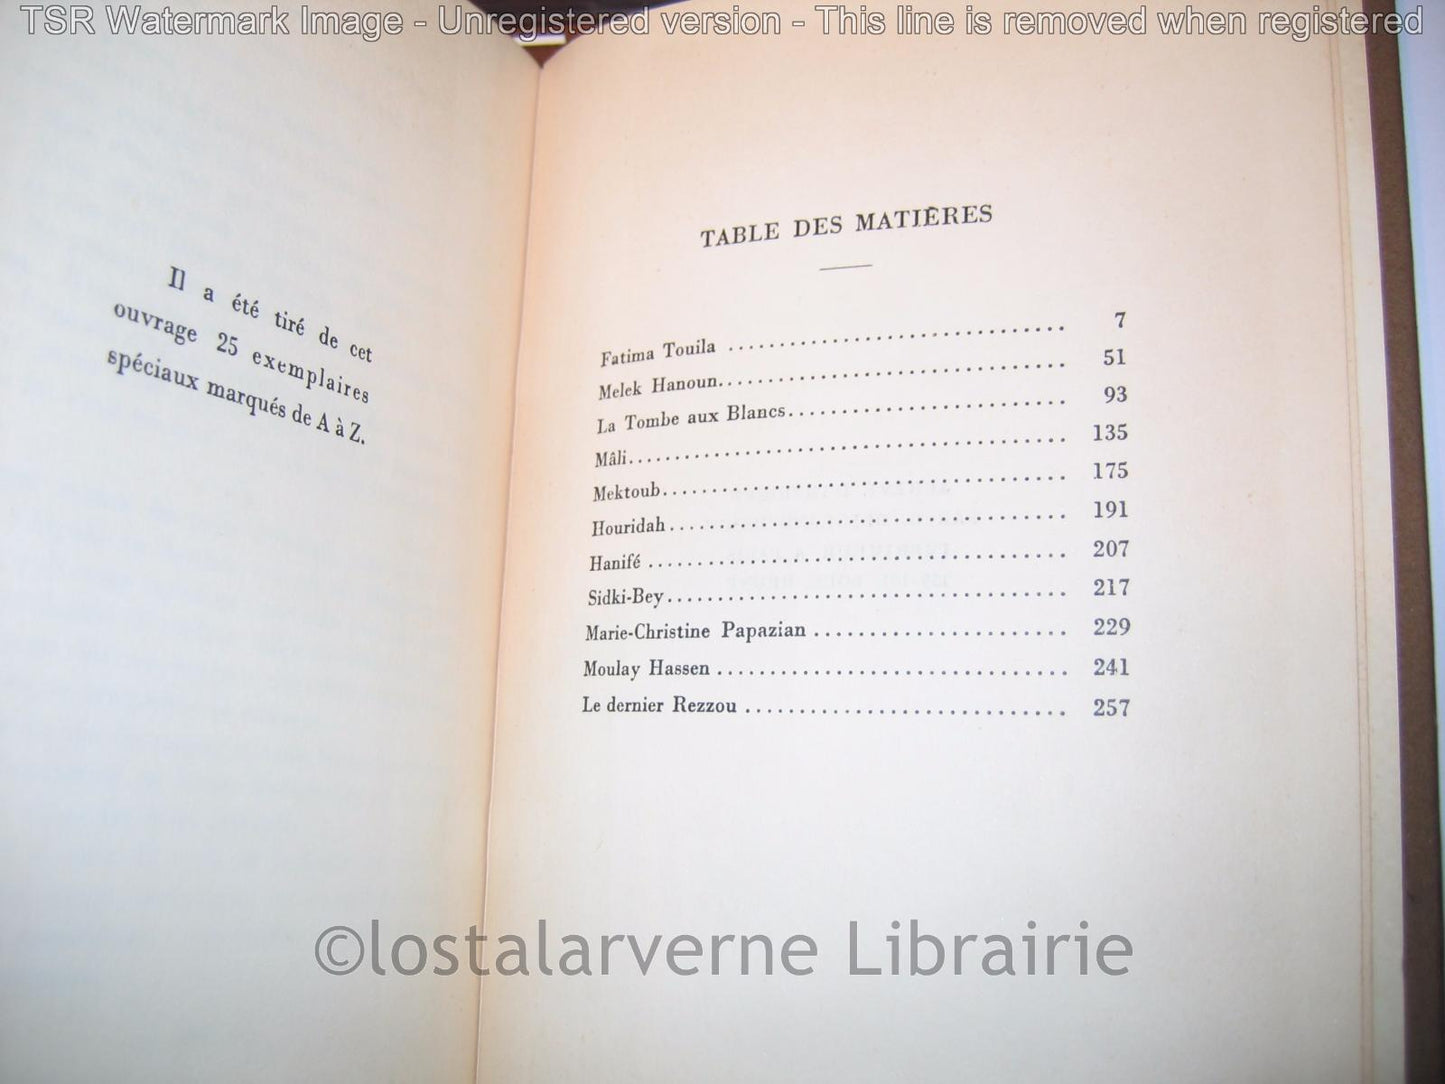 TSR Watermark Image - Unregistered version - This line is removed when registered
Il a été tiré de cet
ouvrage 25 exemplaires
spéciaux marqués de A à Z.
TABLE DES MATIÈRES
Fatima Touila 7
Melek Hanoun 51
La Tombe aux Blancs 93
Mâli 135
Mektoub 175
Houridah 191
Hanifé 207
Sidki-Bey 217
Marie-Christine Papazian 229
Moulay Hassen 241
Le dernier Rezzou 257
©lostalarverne Librairie